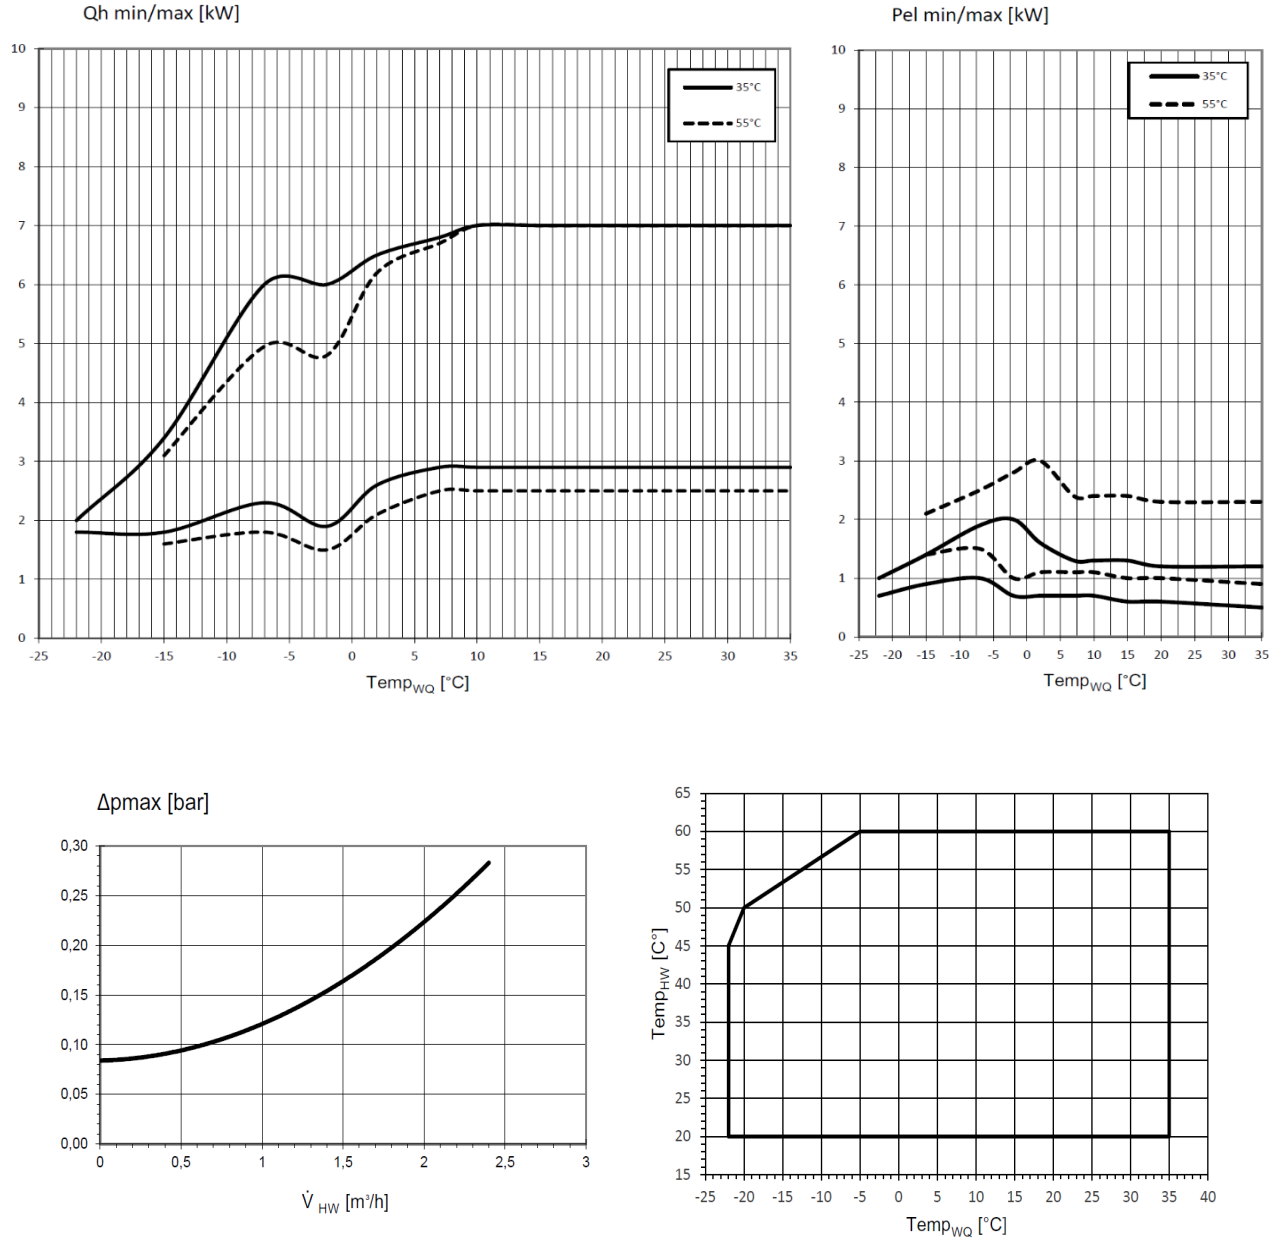 Qh min/max [kW]
10
9
8
7
6
5
4
3
2
1
0
35°C
55°C
-25 -20 -15 -10 -5 0 5 10 15 20 25 30 35
TempWQ [°C]
Pel min/max [kW]
10
9
8
7
6
5
4
3
2
1
0
35°C
55°C
-25 -20 -15 -10 -5 0 5 10 15 20 25 30 35
TempWQ [°C]
Δpmax [bar]
0,30
0,25
0,20
0,15
0,10
0,05
0,00
0 0,5 1 1,5 2 2,5 3
V̇ HW [m³/h]
TempHW [C°]
65
60
55
50
45
40
35
30
25
20
15
-25 -20 -15 -10 -5 0 5 10 15 20 25 30 35 40
TempWQ [°C]